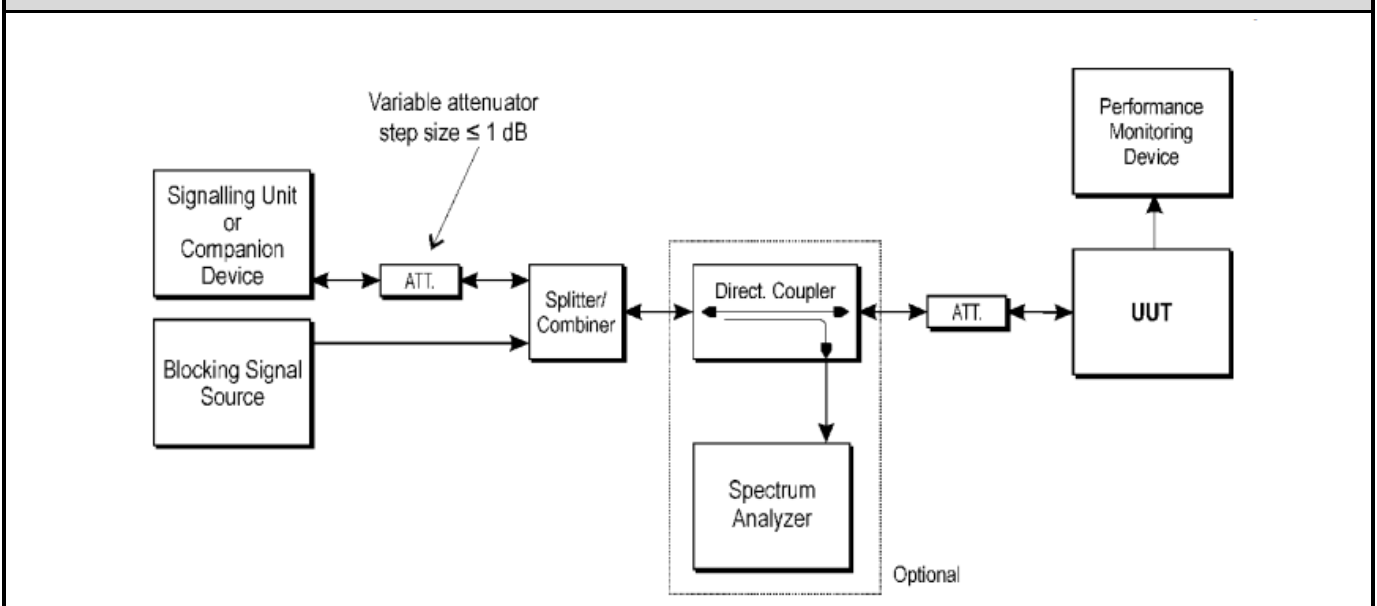 Variable attenuator
step size ≤ 1 dB
Performance
Monitoring
Device
Signalling Unit
or
Companion
Device
ATT.
Splitter/
Combiner
Direct. Coupler
ATT.
UUT
Blocking Signal
Source
Spectrum
Analyzer
Optional